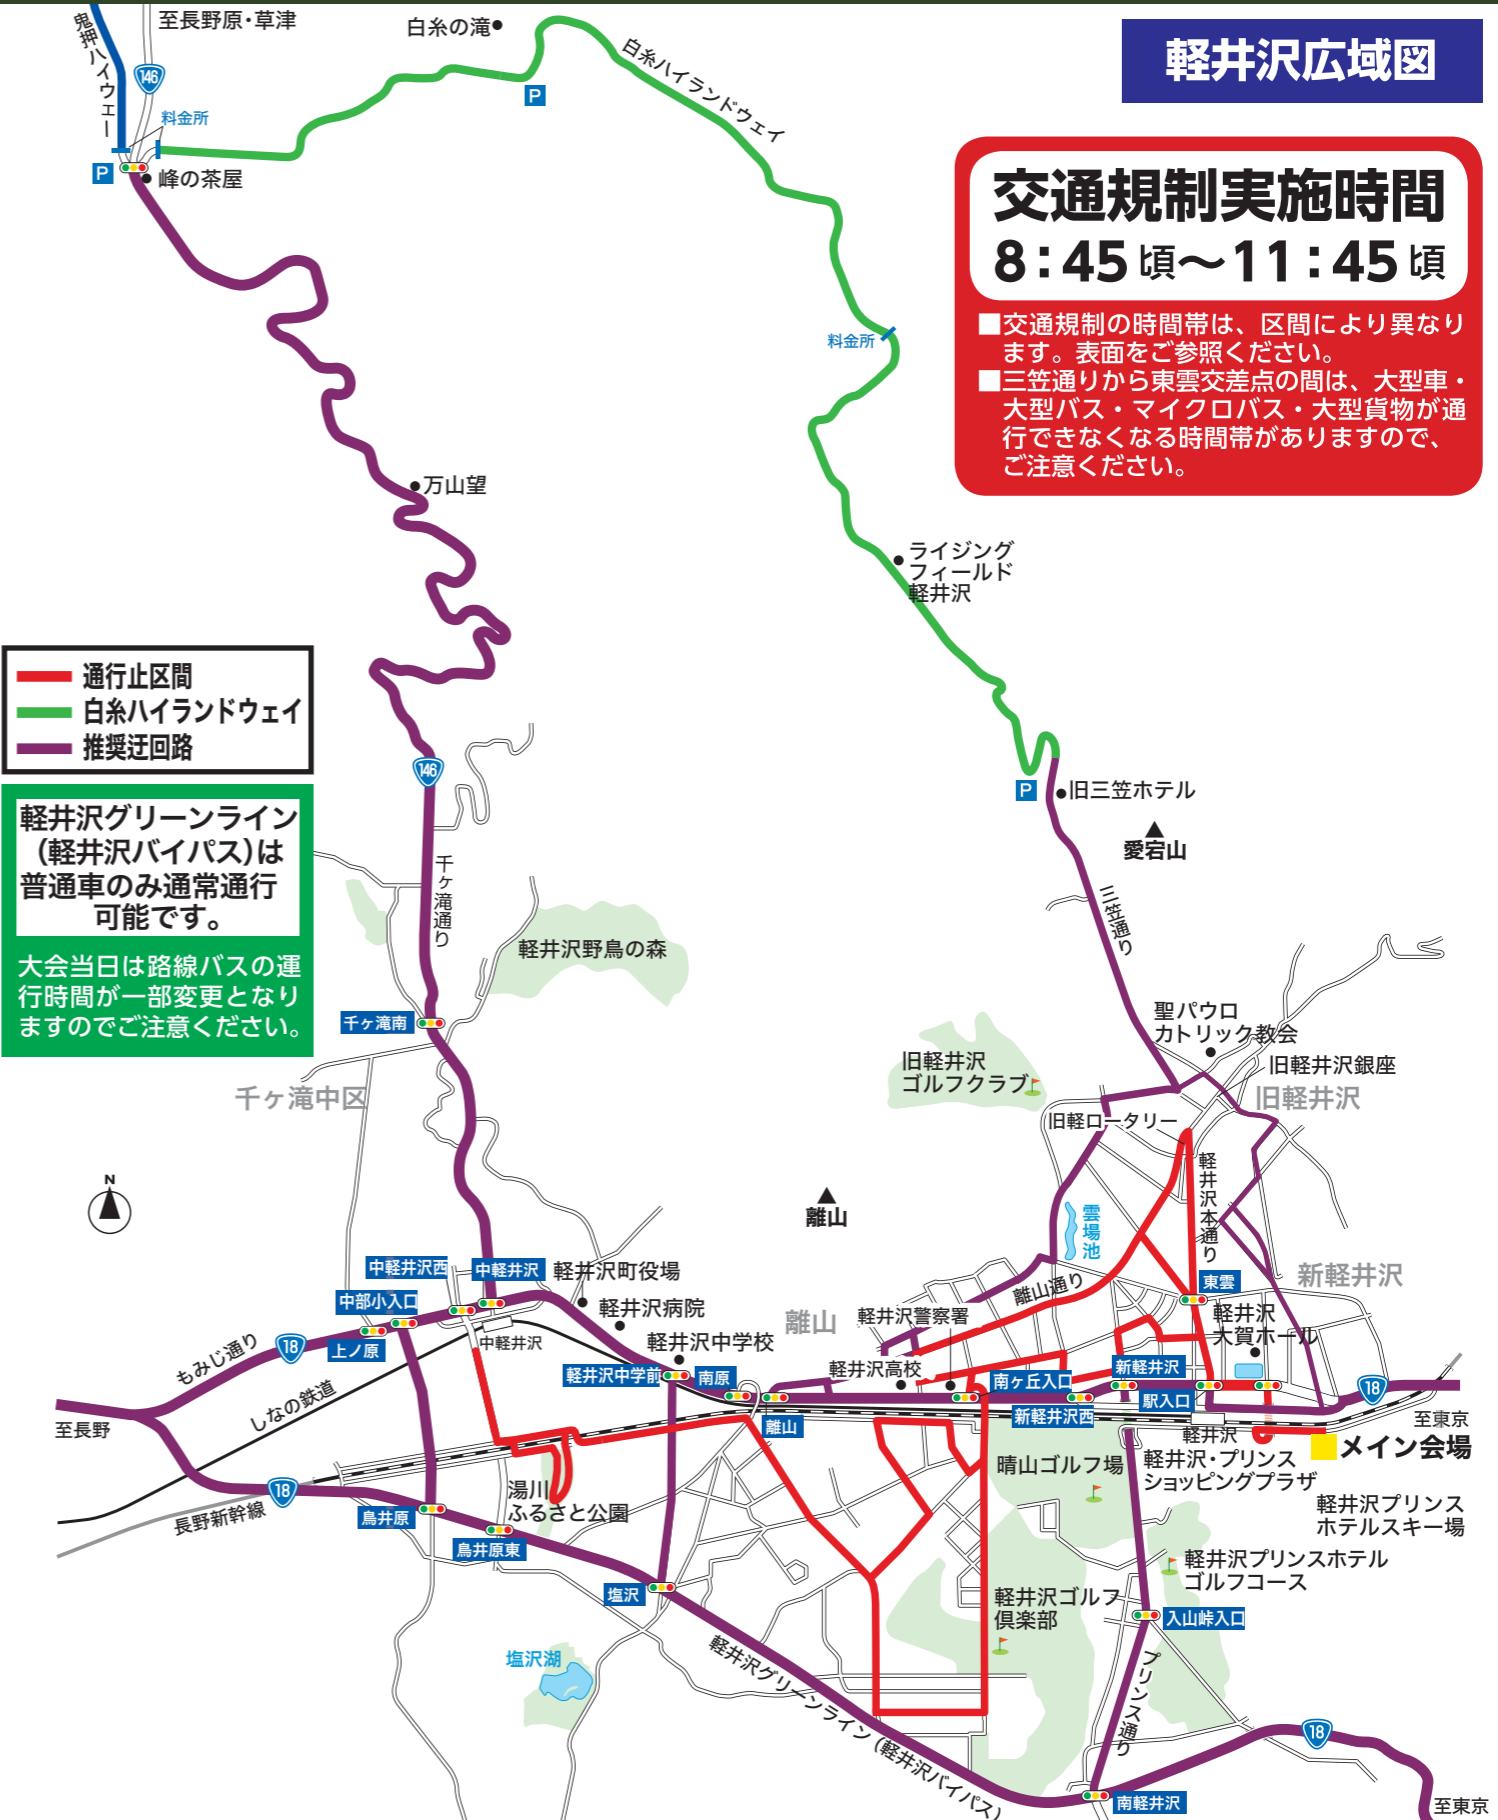 軽井沢広域図
交通規制実施時間
8:45頃〜11:45頃
■交通規制の時間帯は、区間により異なり
ます。表面をご参照ください。
■三笠通りから東雲交差点の間は、大型車・
大型バス・マイクロバス・大型貨物が通
行できなくなる時間帯がありますので、
ご注意ください。
鬼押ハイウェー
至長野原・草津
146
料金所
P
峰の茶屋
白糸の滝
P
白糸ハイランドウェイ
料金所
万山望
ライジング
フィールド
軽井沢
通行止区間
白糸ハイランドウェイ
推奨迂回路
軽井沢グリーンライン
(軽井沢バイパス)は
普通車のみ通常通行
可能です。
大会当日は路線バスの運
行時間が一部変更となり
ますのでご注意ください。
146
千ヶ滝通り
軽井沢野鳥の森
千ヶ滝南
千ヶ滝中区
P
旧三笠ホテル
愛宕山
三笠通り
聖パウロ
カトリック教会
旧軽井沢銀座
旧軽井沢
旧軽井沢
ゴルフクラブ
旧軽ロータリー
軽井沢本通り
雲場池
離山
N
新軽井沢
東雲
離山通り
離山
軽井沢警察署
軽井沢
大賀ホール
中軽井沢西
中軽井沢
軽井沢町役場
中部小入口
軽井沢病院
上ノ原
中軽井沢
軽井沢中学校
軽井沢中学前
南原
軽井沢高校
南ヶ丘入口
新軽井沢
駅入口
新軽井沢西
離山
18
もみじ通り
しなの鉄道
至長野
18
長野新幹線
鳥井原
鳥井原東
湯川
ふるさと公園
塩沢
塩沢湖
18
至東京
軽井沢
メイン会場
晴山ゴルフ場
軽井沢・プリンス
ショッピングプラザ
軽井沢プリンス
ホテルスキー場
軽井沢プリンスホテル
ゴルフコース
軽井沢ゴルフ
倶楽部
入山峠入口
プリンス通り
軽井沢グリーンライン(軽井沢バイパス)
18
南軽井沢
至東京